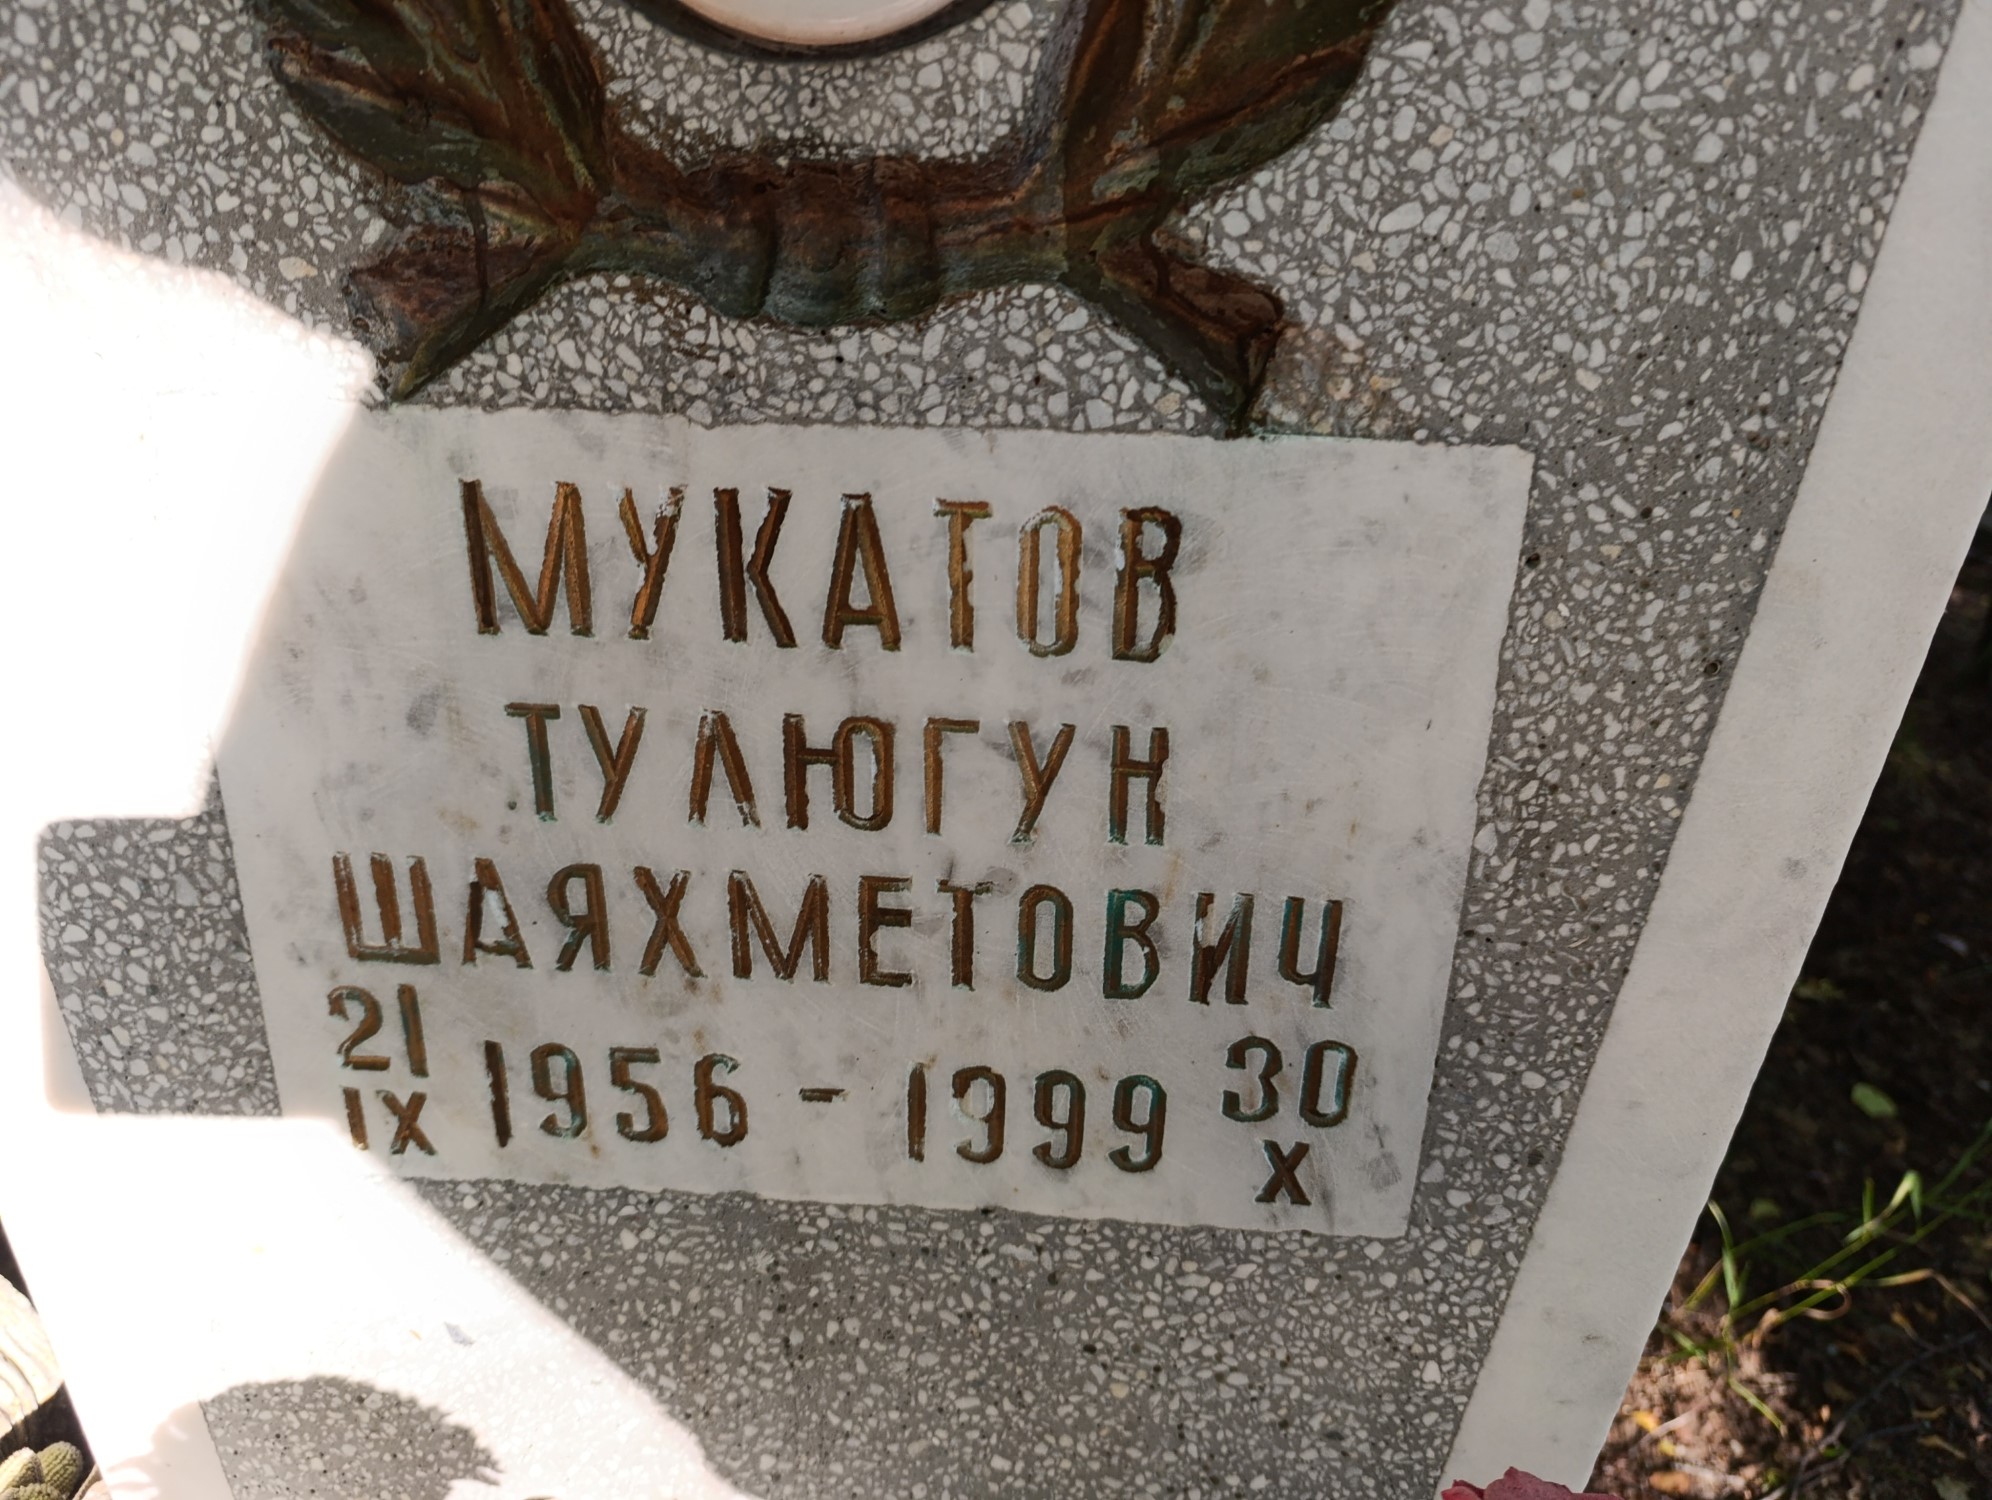 МУКАТОВ
ТУЛЮГУН
ШАЯХМЕТОВИЧ
21 IX 1956 - 1999 30 X